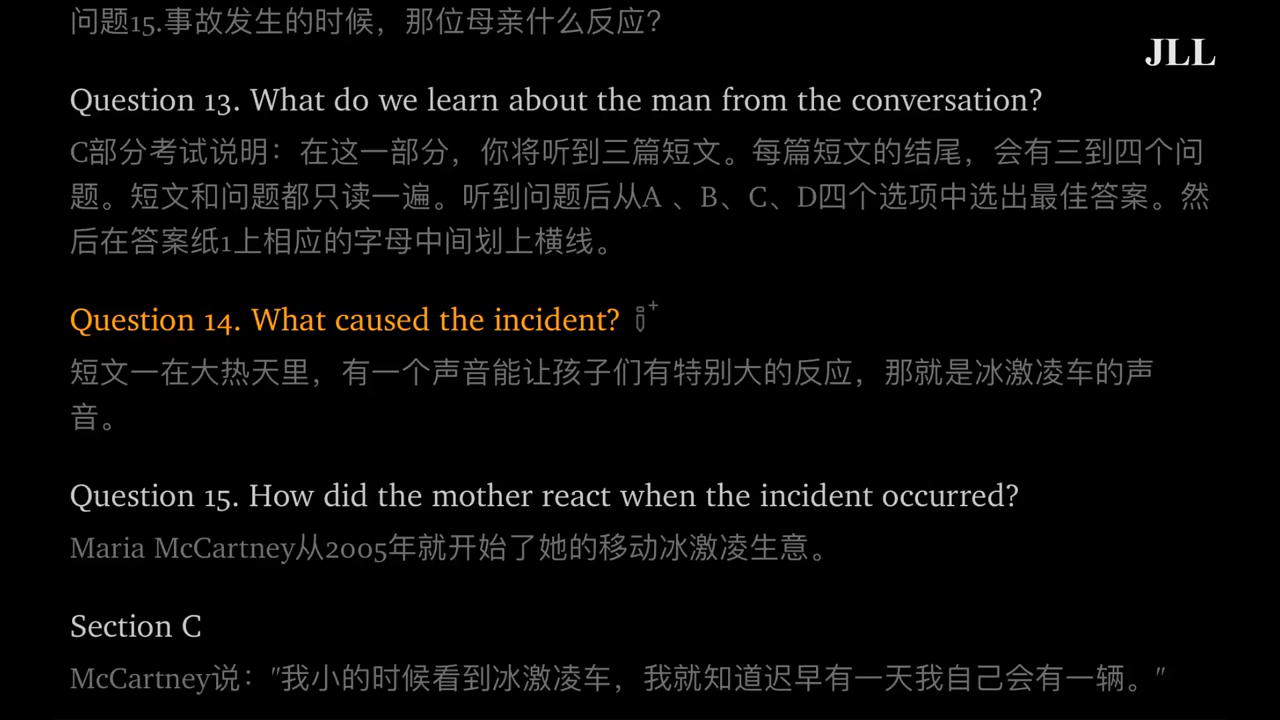 问题15.事故发生的时候，那位母亲什么反应？
JLL
Question 13. What do we learn about the man from the conversation?
C部分考试说明：在这一部分，你将听到三篇短文。每篇短文的结尾，会有三到四个问
题。短文和问题都只读一遍。听到问题后从A 、B、C、D四个选项中选出最佳答案。然
后在答案纸1上相应的字母中间划上横线。
Question 14. What caused the incident?
短文一在大热天里，有一个声音能让孩子们有特别大的反应，那就是冰激凌车的声
音。
Question 15. How did the mother react when the incident occurred?
Maria McCartney从2005年就开始了她的移动冰激凌生意。
Section C
McCartney说："我小的时候看到冰激凌车，我就知道迟早有一天我自己会有一辆。"